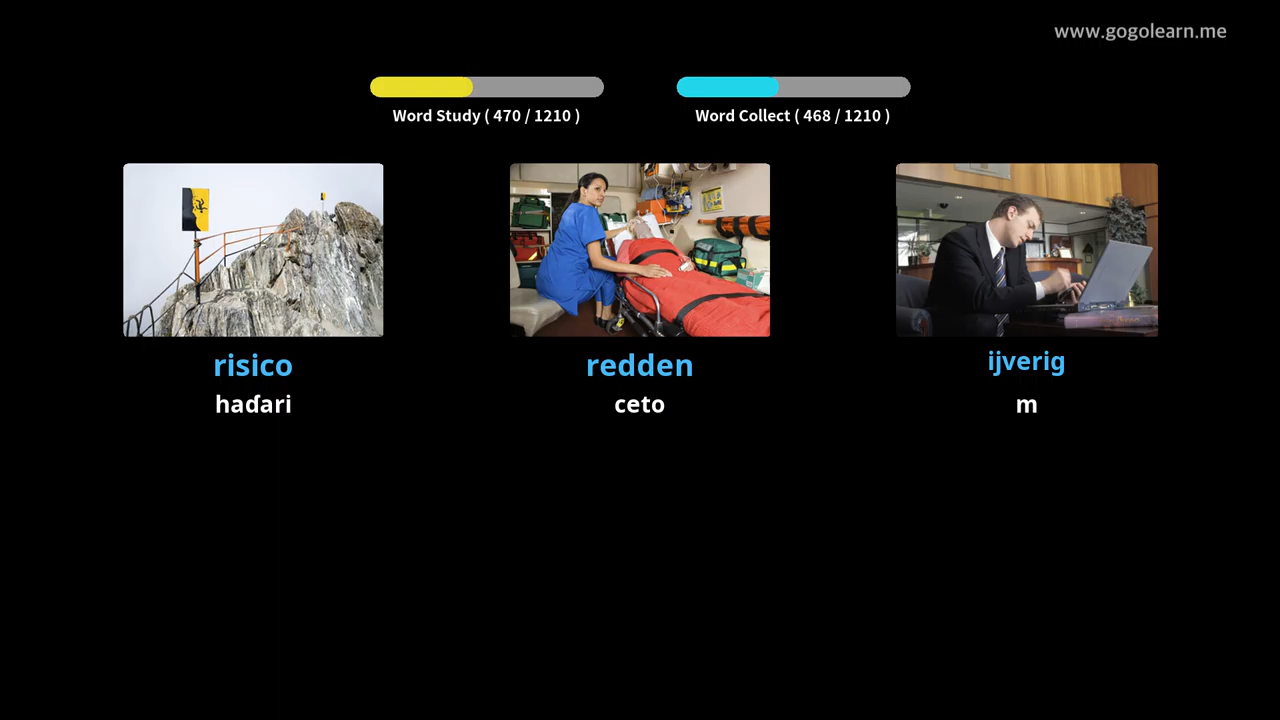 www.gogolearn.me
Word Study ( 470 / 1210 )
Word Collect ( 468 / 1210 )
risico
redden
ijverig
haɗari
ceto
m